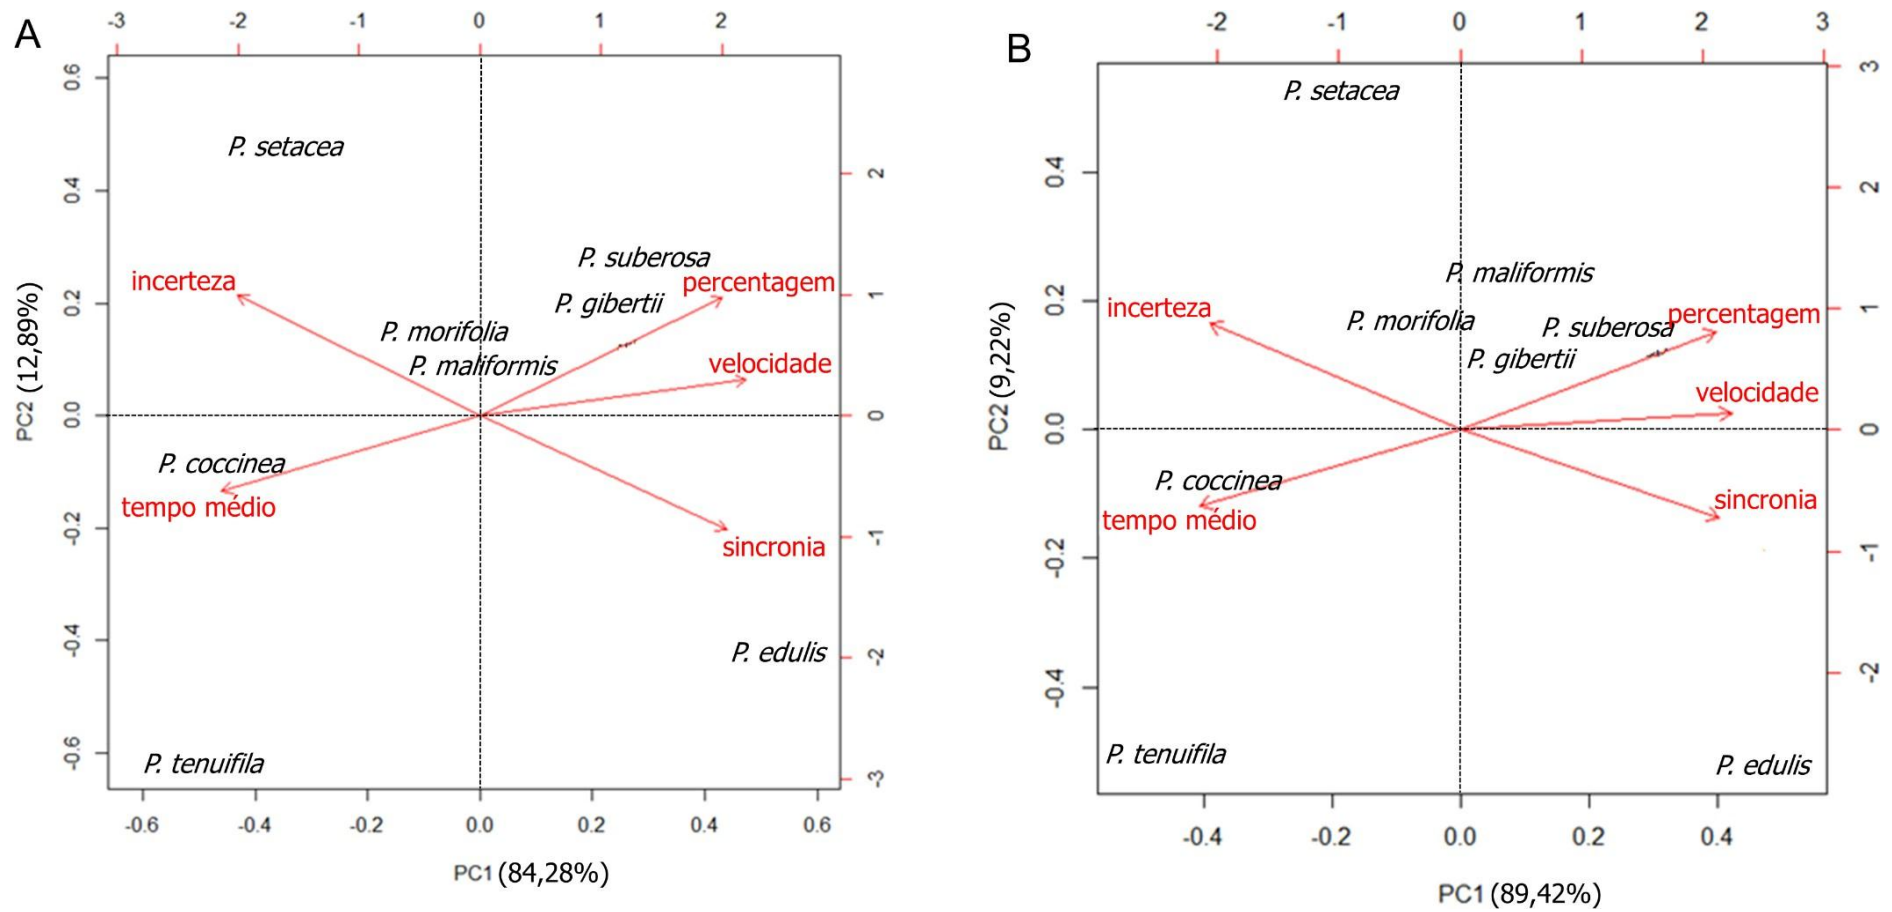 A
-3 -2 -1 0 1 2
0.6
0.4
0.2
0.0
-0.2
-0.4
-0.6
PC2 (12,89%)
P. setacea
P. suberosa
incerteza
percentagem
P. gibertii
P. morifolia
P. maliformis
velocidade
P. coccinea
tempo médio
sincronia
P. edulis
P. tenuifila
2
1
0
-1
-2
-3
-0.6 -0.4 -0.2 0.0 0.2 0.4 0.6
PC1 (84,28%)
B
-2 -1 0 1 2 3
0.4
0.2
0.0
-0.2
-0.4
PC2 (9,22%)
P. setacea
P. maliformis
incerteza
percentagem
P. morifolia
P. suberosa
P. gibertii
velocidade
P. coccinea
sincronia
tempo médio
P. tenuifila
P. edulis
3
2
1
0
-1
-2
-0.4 -0.2 0.0 0.2 0.4
PC1 (89,42%)